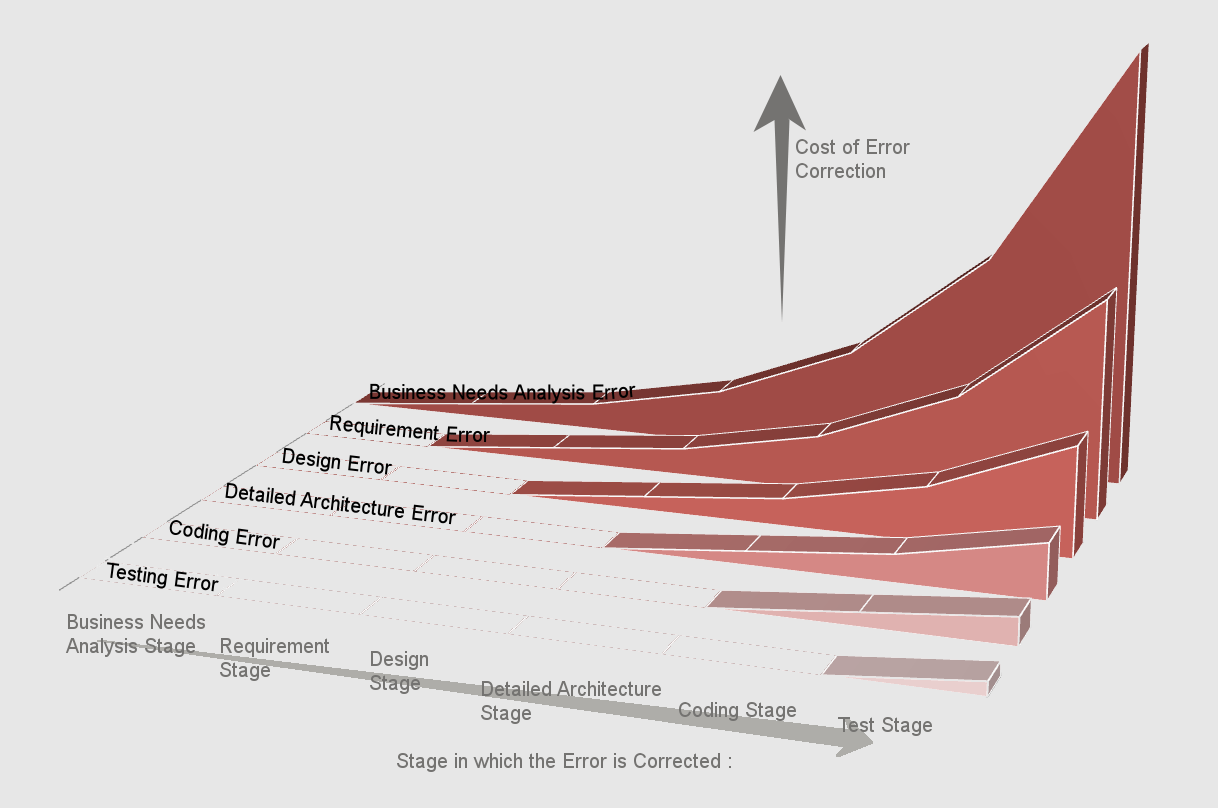 Cost of Error
Correction
Business Needs Analysis Error
Requirement Error
Design Error
Detailed Architecture Error
Coding Error
Testing Error
Business Needs
Analysis Stage
Requirement
Stage
Design
Stage
Detailed Architecture
Stage
Coding Stage
Test Stage
Stage in which the Error is Corrected :